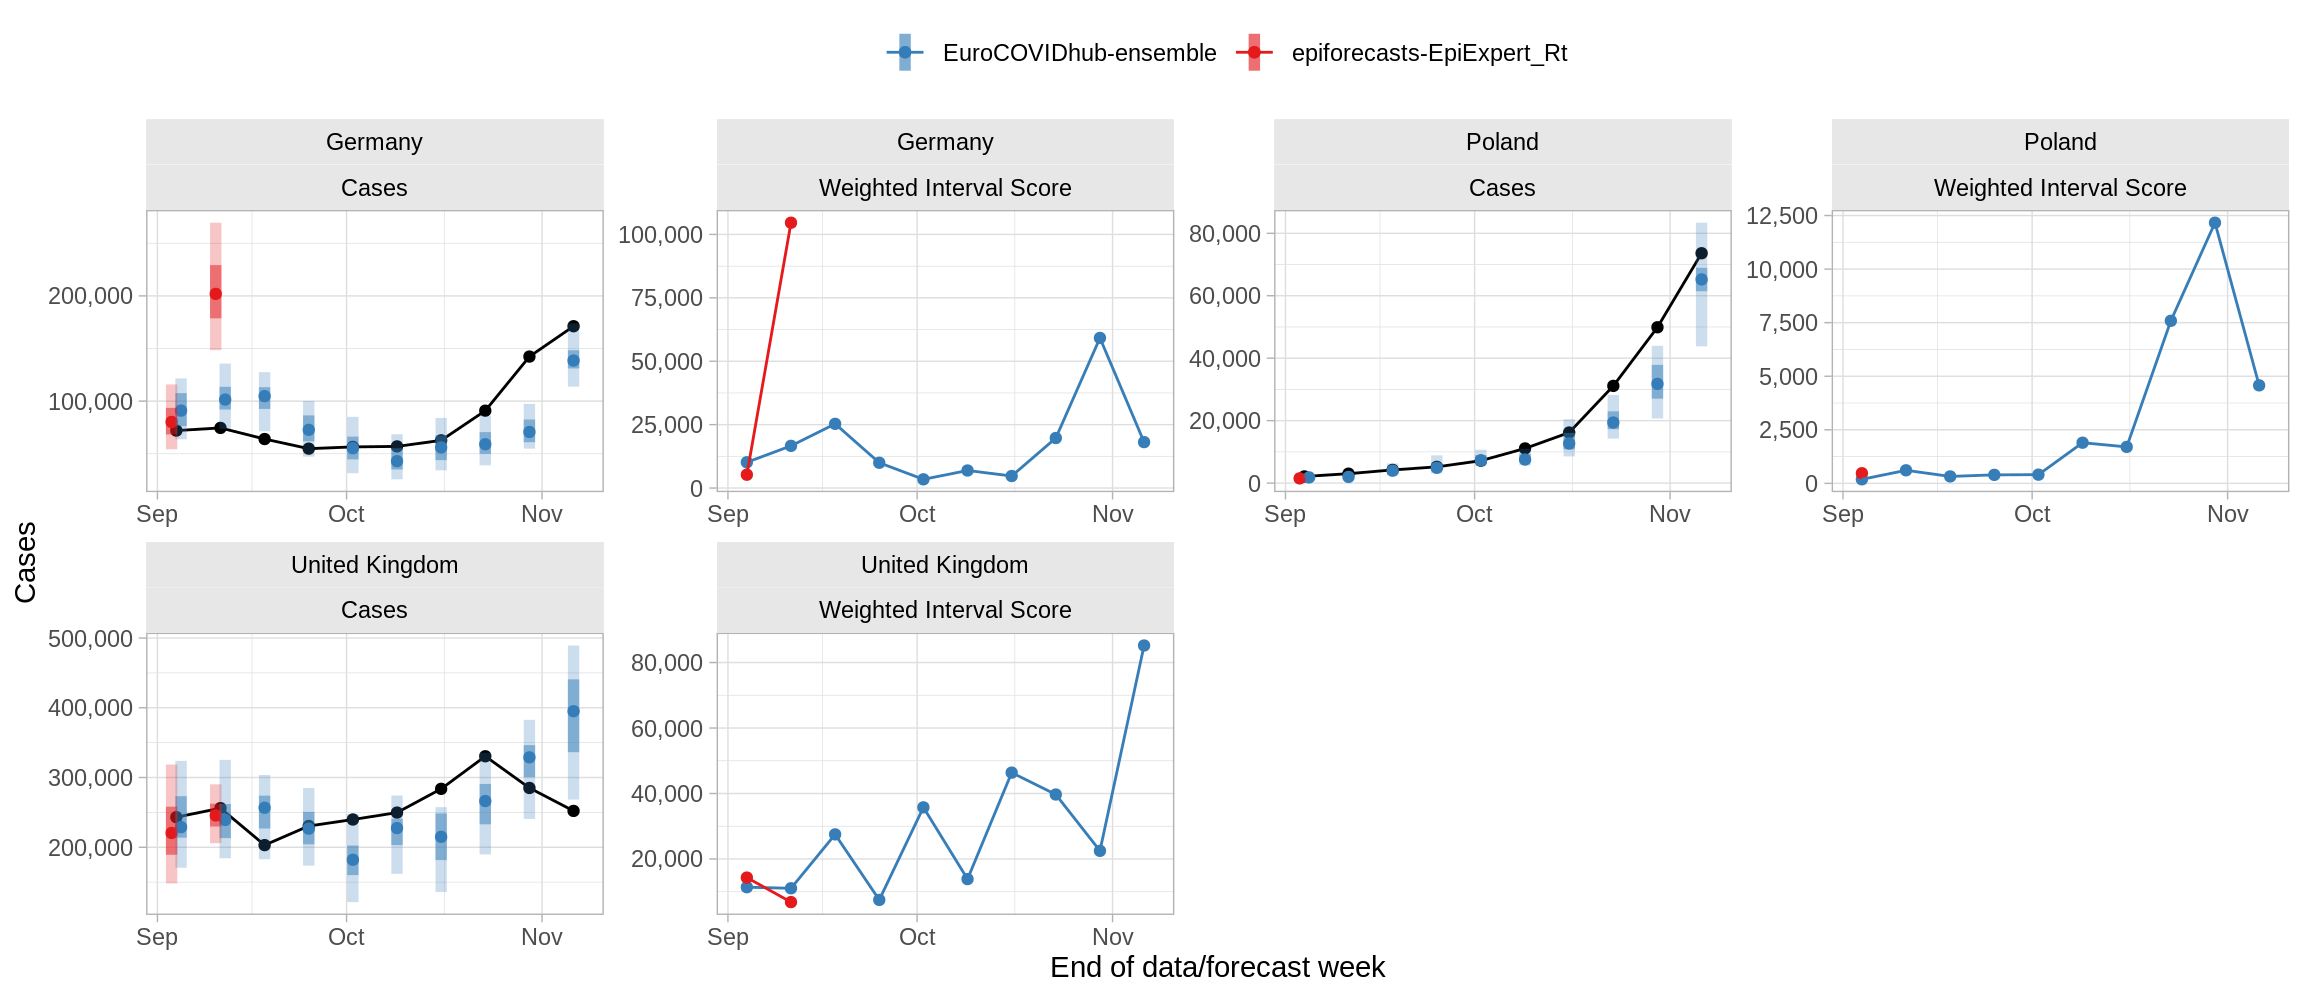 EuroCOVIDhub-ensemble epiforecasts-EpiExpert_Rt
Germany
Cases
200,000
100,000
Sep Oct Nov
Germany
Weighted Interval Score
100,000
75,000
50,000
25,000
0
Sep Oct Nov
Poland
Cases
80,000
60,000
40,000
20,000
0
Sep Oct Nov
Poland
Weighted Interval Score
12,500
10,000
7,500
5,000
2,500
0
Sep Oct Nov
Cases
United Kingdom
Cases
500,000
400,000
300,000
200,000
Sep Oct Nov
United Kingdom
Weighted Interval Score
80,000
60,000
40,000
20,000
Sep Oct Nov
End of data/forecast week